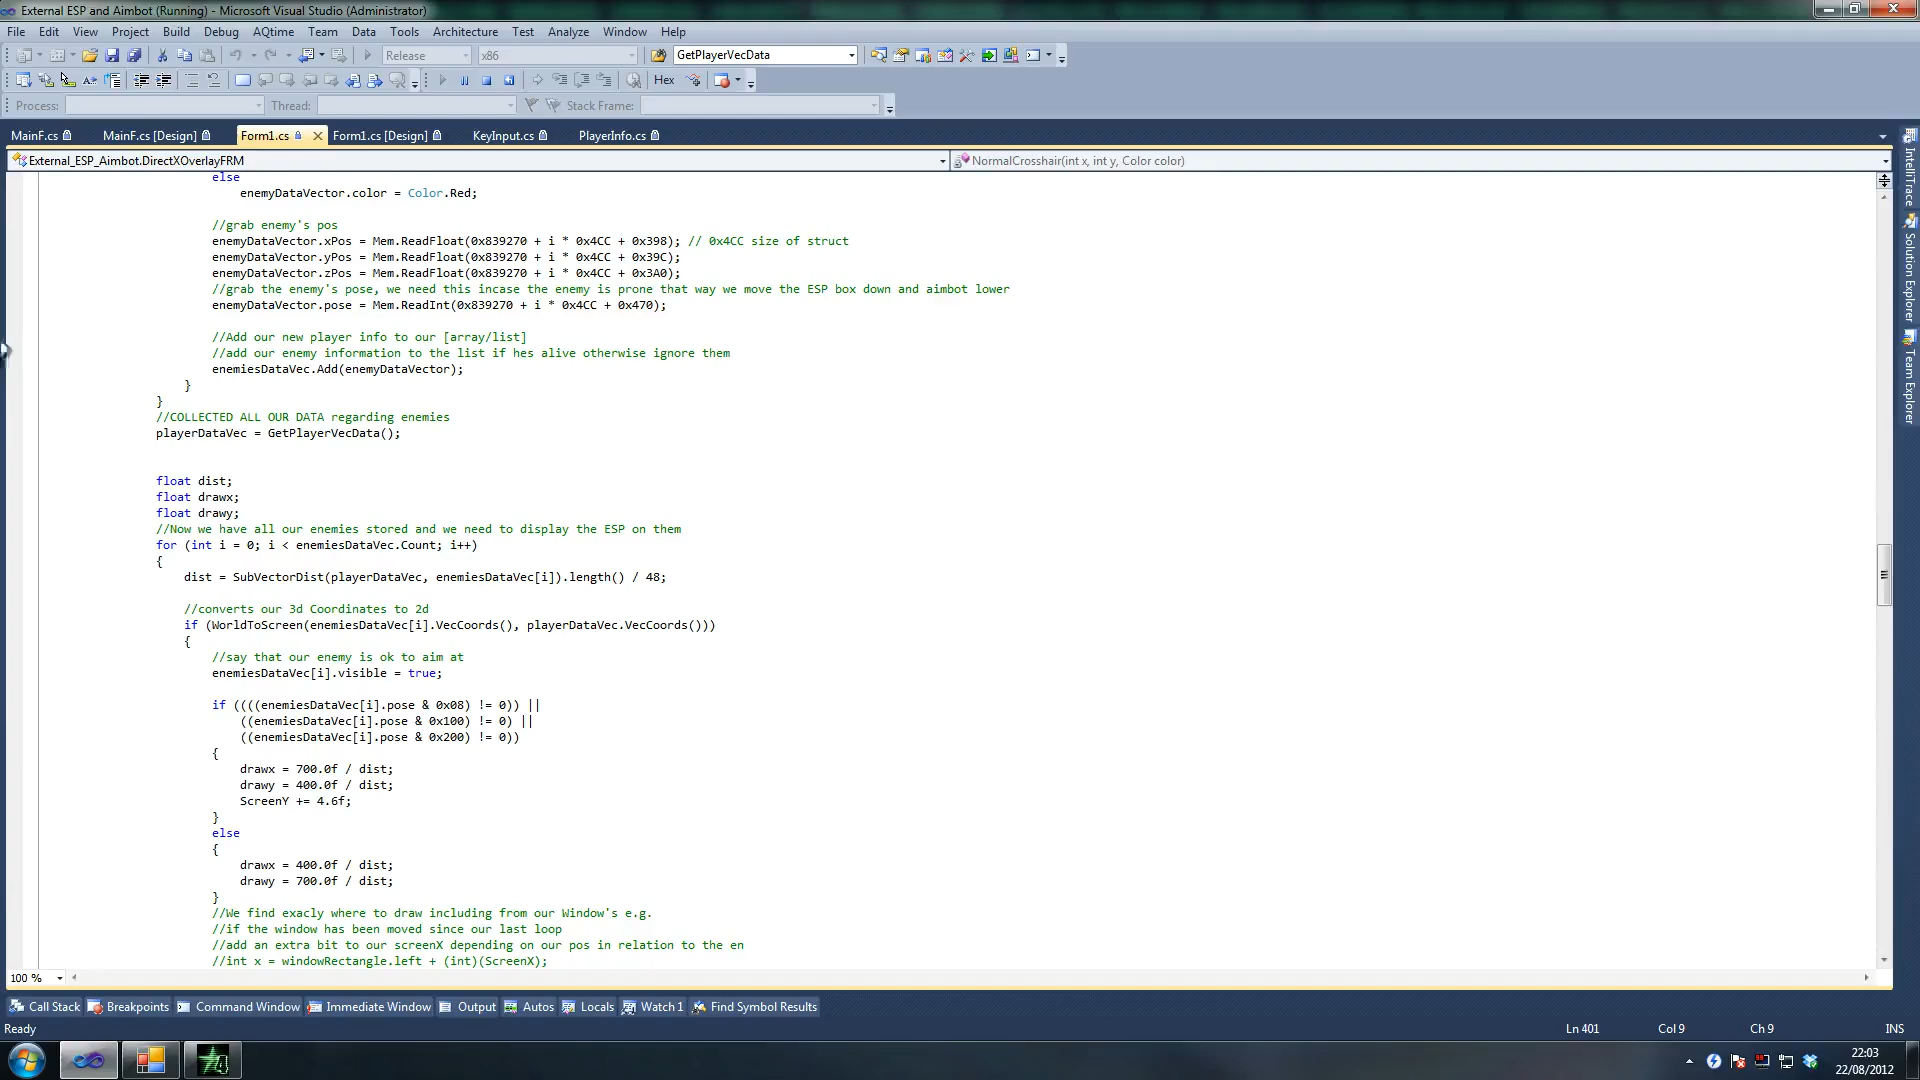 External ESP and Aimbot (Running) - Microsoft Visual Studio (Administrator)
File Edit View Project Build Debug AQtime Team Data Tools Architecture Test Analyze Window Help
Release x86 GetPlayerVecData
Hex
Process: Thread: Stack Frame:
MainF.cs MainF.cs [Design] Form1.cs Form1.cs [Design] KeyInput.cs PlayerInfo.cs
External_ESP_Aimbot.DirectXOverlayFRM NormalCrosshair(int x, int y, Color color)
else
enemyDataVector.color = Color.Red;
//grab enemy's pos
enemyDataVector.xPos = Mem.ReadFloat(0x839270 + i * 0x4CC + 0x398); // 0x4CC size of struct
enemyDataVector.yPos = Mem.ReadFloat(0x839270 + i * 0x4CC + 0x39C);
enemyDataVector.zPos = Mem.ReadFloat(0x839270 + i * 0x4CC + 0x3A0);
//grab the enemy's pose, we need this incase the enemy is prone that way we move the ESP box down and aimbot lower
enemyDataVector.pose = Mem.ReadInt(0x839270 + i * 0x4CC + 0x470);
//Add our new player info to our [array/list]
//add our enemy information to the list if hes alive otherwise ignore them
enemiesDataVec.Add(enemyDataVector);
}
}
//COLLECTED ALL OUR DATA regarding enemies
playerDataVec = GetPlayerVecData();
float dist;
float drawx;
float drawy;
//Now we have all our enemies stored and we need to display the ESP on them
for (int i = 0; i < enemiesDataVec.Count; i++)
{
dist = SubVectorDist(playerDataVec, enemiesDataVec[i]).length() / 48;
//converts our 3d Coordinates to 2d
if (WorldToScreen(enemiesDataVec[i].VecCoords(), playerDataVec.VecCoords()))
{
//say that our enemy is ok to aim at
enemiesDataVec[i].visible = true;
if ((((enemiesDataVec[i].pose & 0x08) != 0)) ||
((enemiesDataVec[i].pose & 0x100) != 0) ||
((enemiesDataVec[i].pose & 0x200) != 0))
{
drawx = 700.0f / dist;
drawy = 400.0f / dist;
ScreenY += 4.6f;
}
else
{
drawx = 400.0f / dist;
drawy = 700.0f / dist;
}
//We find exacly where to draw including from our Window's e.g.
//if the window has been moved since our last loop
//add an extra bit to our screenX depending on our pos in relation to the en
//int x = windowRectangle.left + (int)(ScreenX);
100 %
IntelliTrace
Solution Explorer
Team Explorer
Call Stack Breakpoints Command Window Immediate Window Output Autos Locals Watch 1 Find Symbol Results
Ready Ln 401 Col 9 Ch 9 INS
22:03
22/08/2012